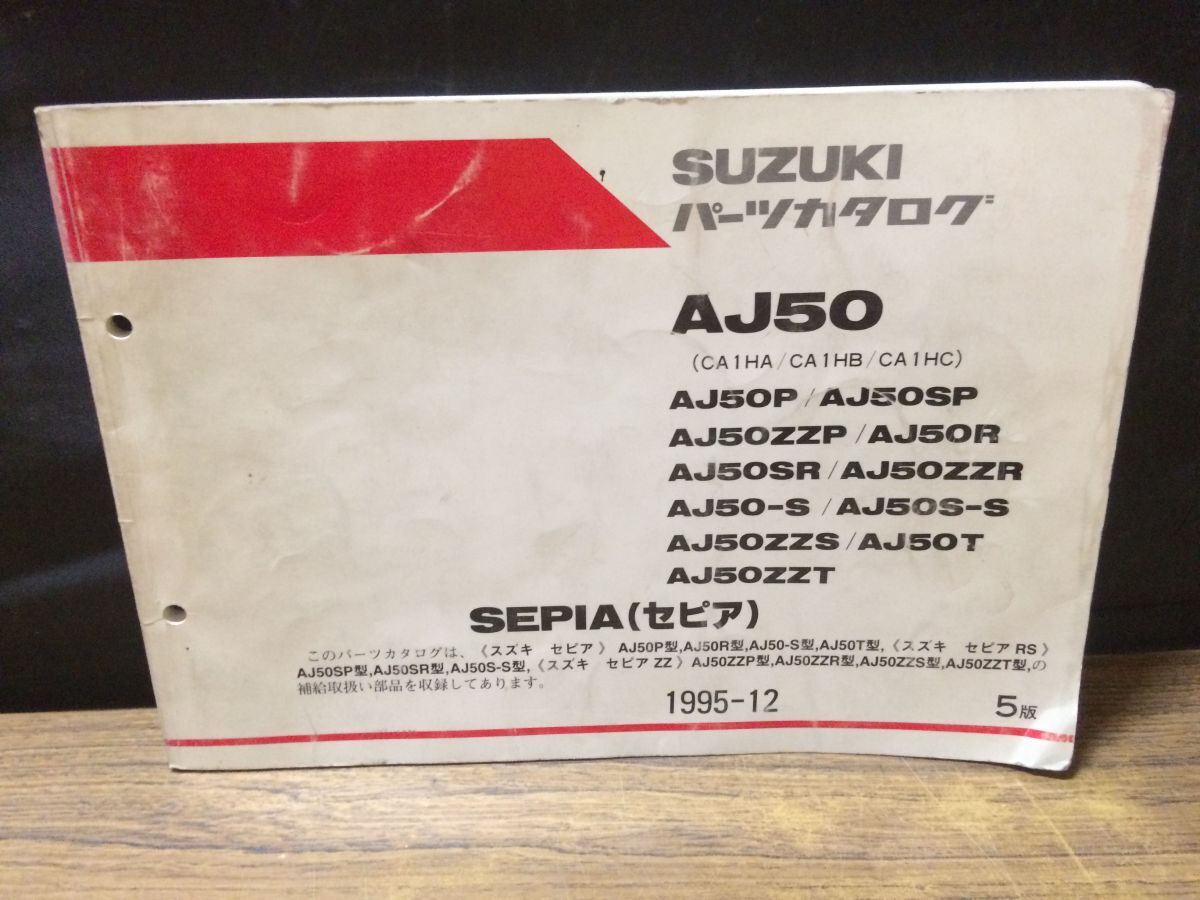 SUZUKI
パーツカタログ
AJ50
(CA1HA/CA1HB/CA1HC)
AJ50P/AJ50SP
AJ50ZZP/AJ50R
AJ50SR/AJ50ZZR
AJ50-S/AJ50S-S
AJ50ZZS/AJ50T
AJ50ZZT
SEPIA(セピア)
このパーツカタログは、《スズキ セピア》AJ50P型,AJ50R型,AJ50-S型,AJ50T型,《スズキ セピアRS》
AJ50SP型,AJ50SR型,AJ50S-S型,《スズキ セピアZZ》AJ50ZZP型,AJ50ZZR型,AJ50ZZS型,AJ50ZZT型,の
補給取扱い部品を収録してあります。
1995-12 5版